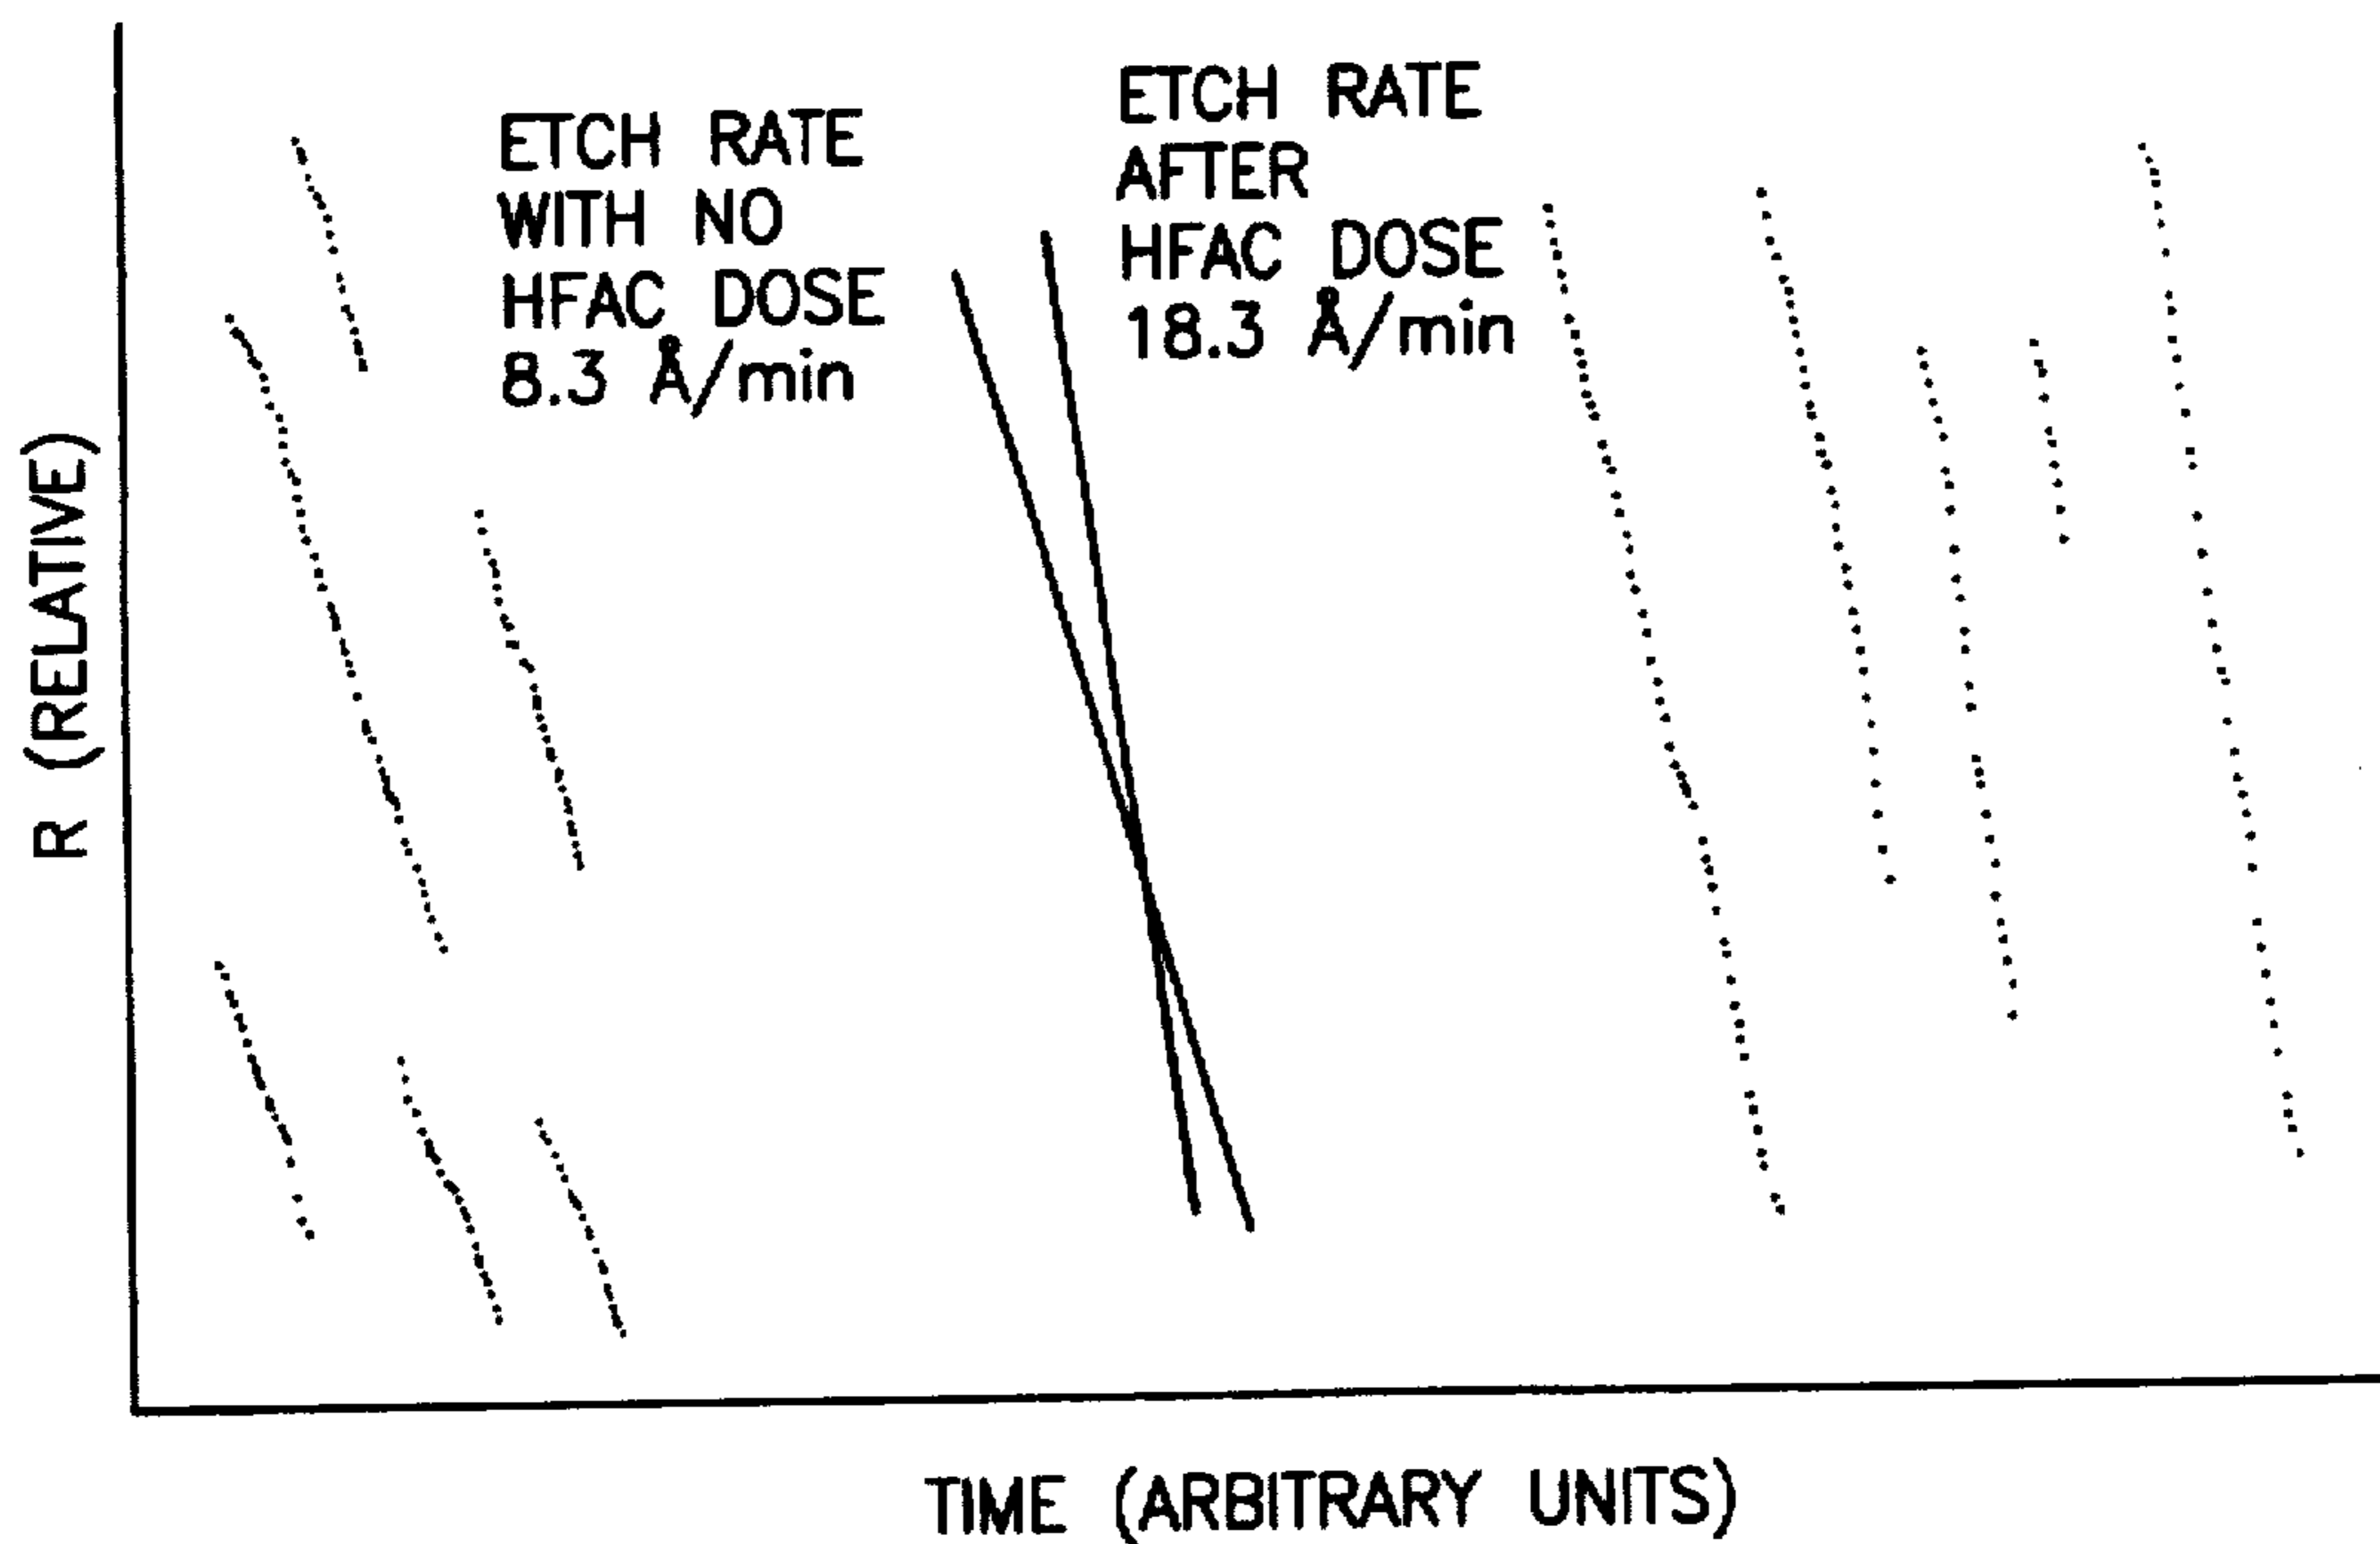 R (RELATIVE)
ETCH RATE
WITH NO
HFAC DOSE
8.3 Å/min
ETCH RATE
AFTER
HFAC DOSE
18.3 Å/min
TIME (ARBITRARY UNITS)